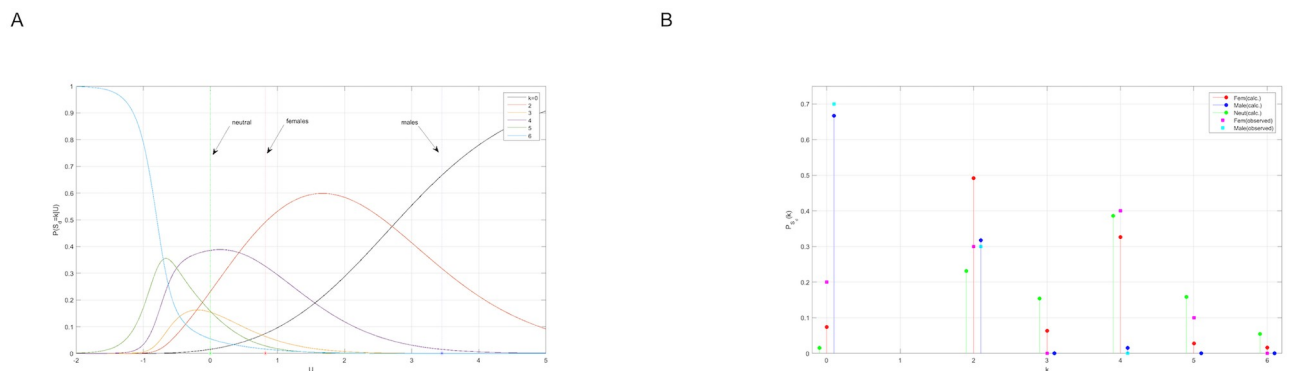 A
B
1
0.9
0.8
0.7
0.6
0.5
0.4
0.3
0.2
0.1
0
P(S_d=k|U)
-2
-1
0
1
2
3
4
5
U
neutral
females
males
k=0
2
3
4
5
6
0.7
0.6
0.5
0.4
0.3
0.2
0.1
0
0
1
2
3
4
5
6
k
Fem(calc.)
Male(calc.)
Neut(calc.)
Fem(observed)
Male(observed)